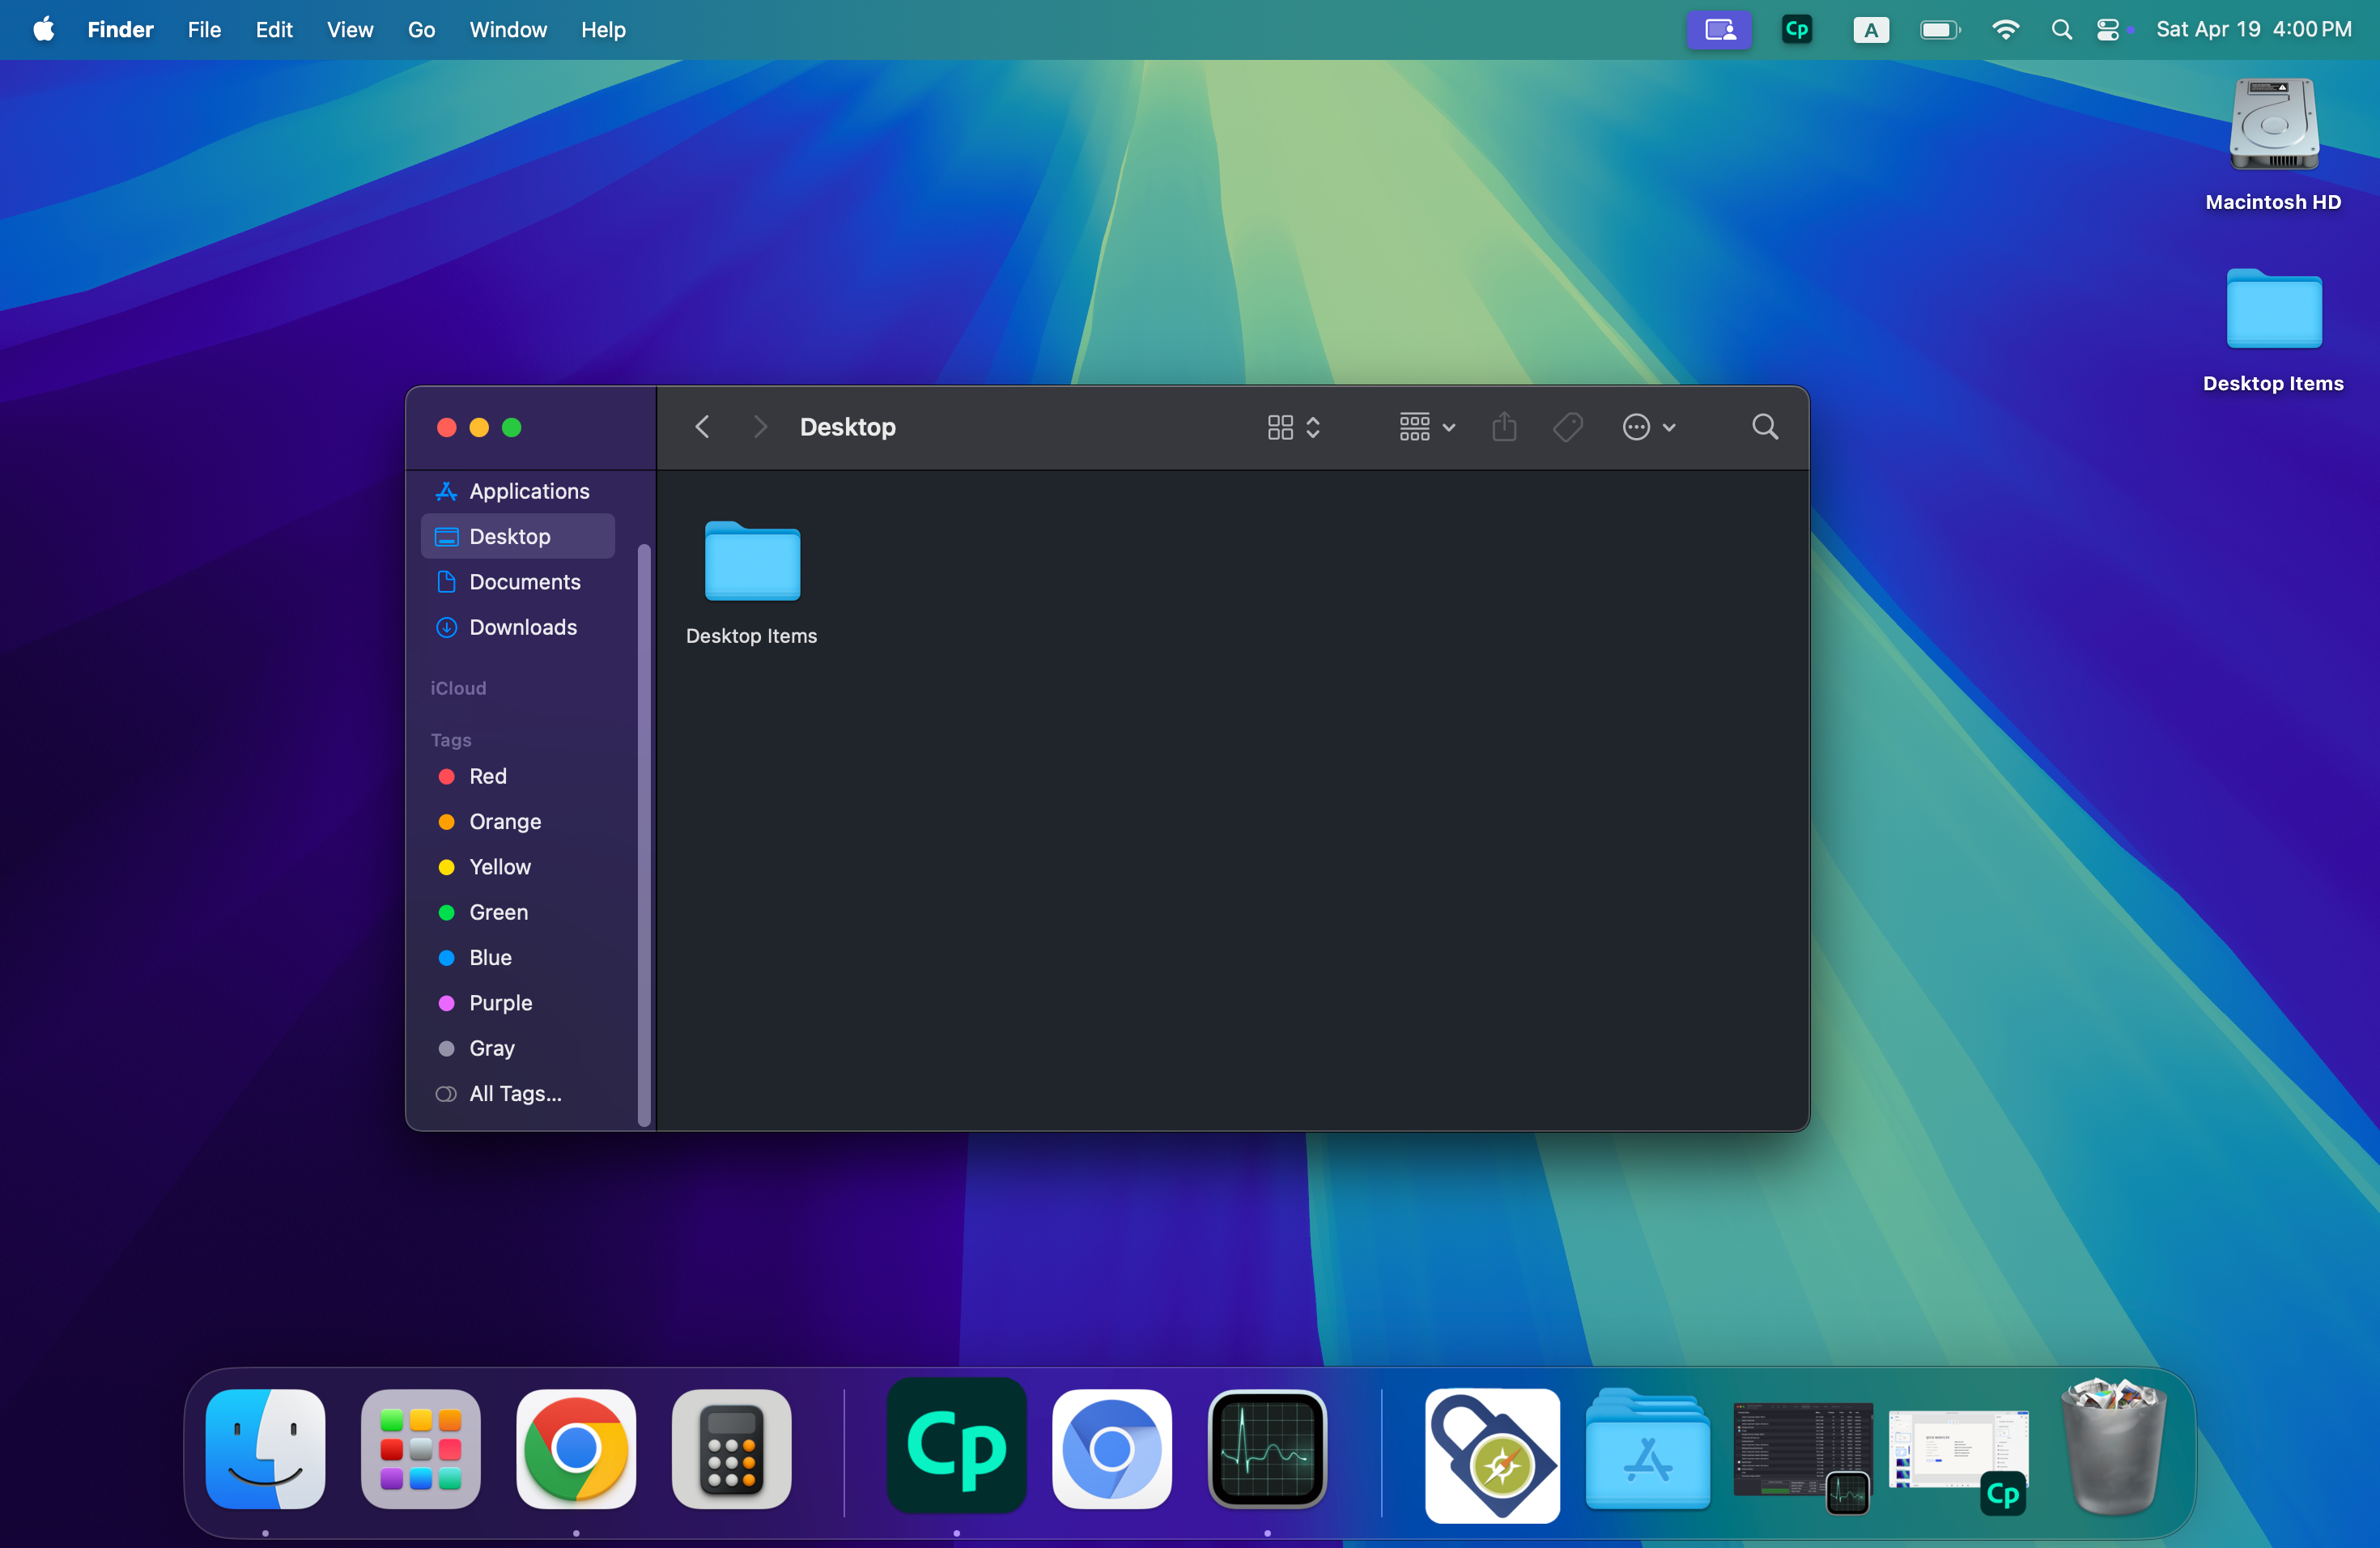 Finder File Edit View Go Window Help
Cp A Sat Apr 19 4:00 PM
Macintosh HD
Desktop Items
Desktop
Applications
Desktop
Documents
Downloads
iCloud
Tags
Red
Orange
Yellow
Green
Blue
Purple
Gray
All Tags...
Desktop Items
Cp
Cp